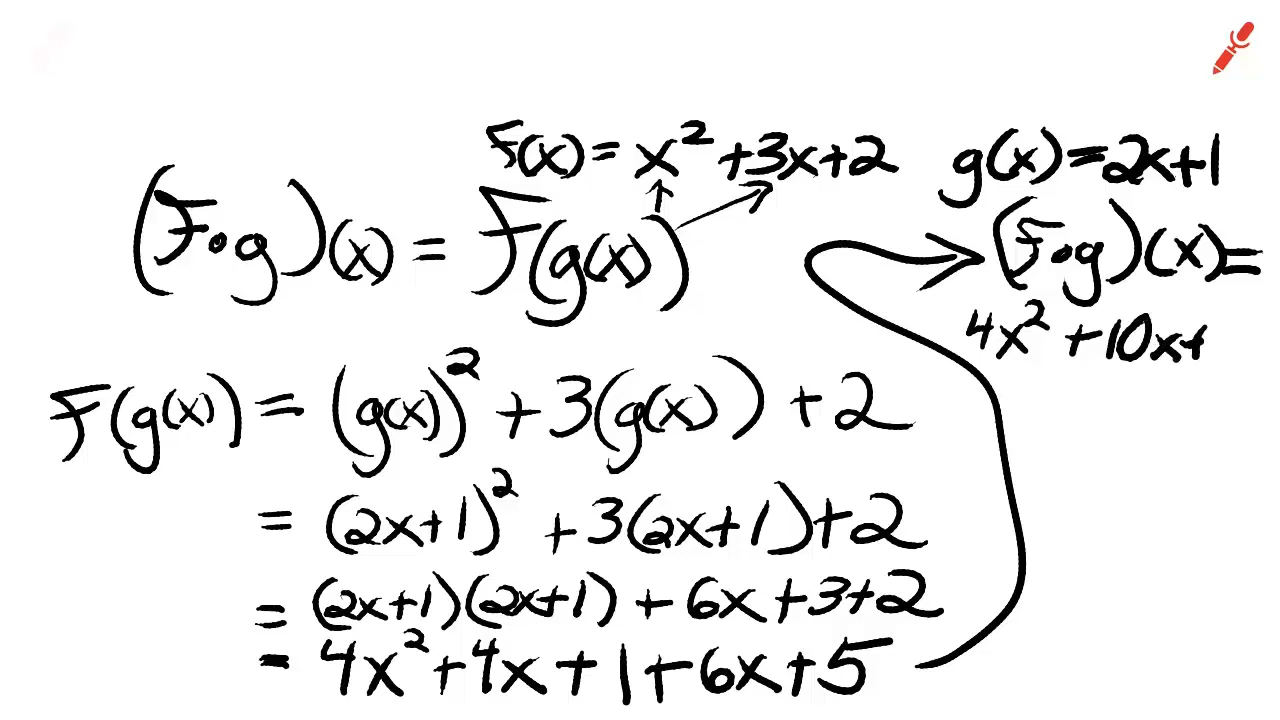 F(x) = x² + 3x + 2
g(x) = 2x + 1
(F∘g)(x) = F(g(x))
(F∘g)(x) =
4x² + 10x +
F(g(x)) = (g(x))² + 3(g(x)) + 2
= (2x+1)² + 3(2x+1) + 2
= (2x+1)(2x+1) + 6x + 3 + 2
= 4x² + 4x + 1 + 6x + 5